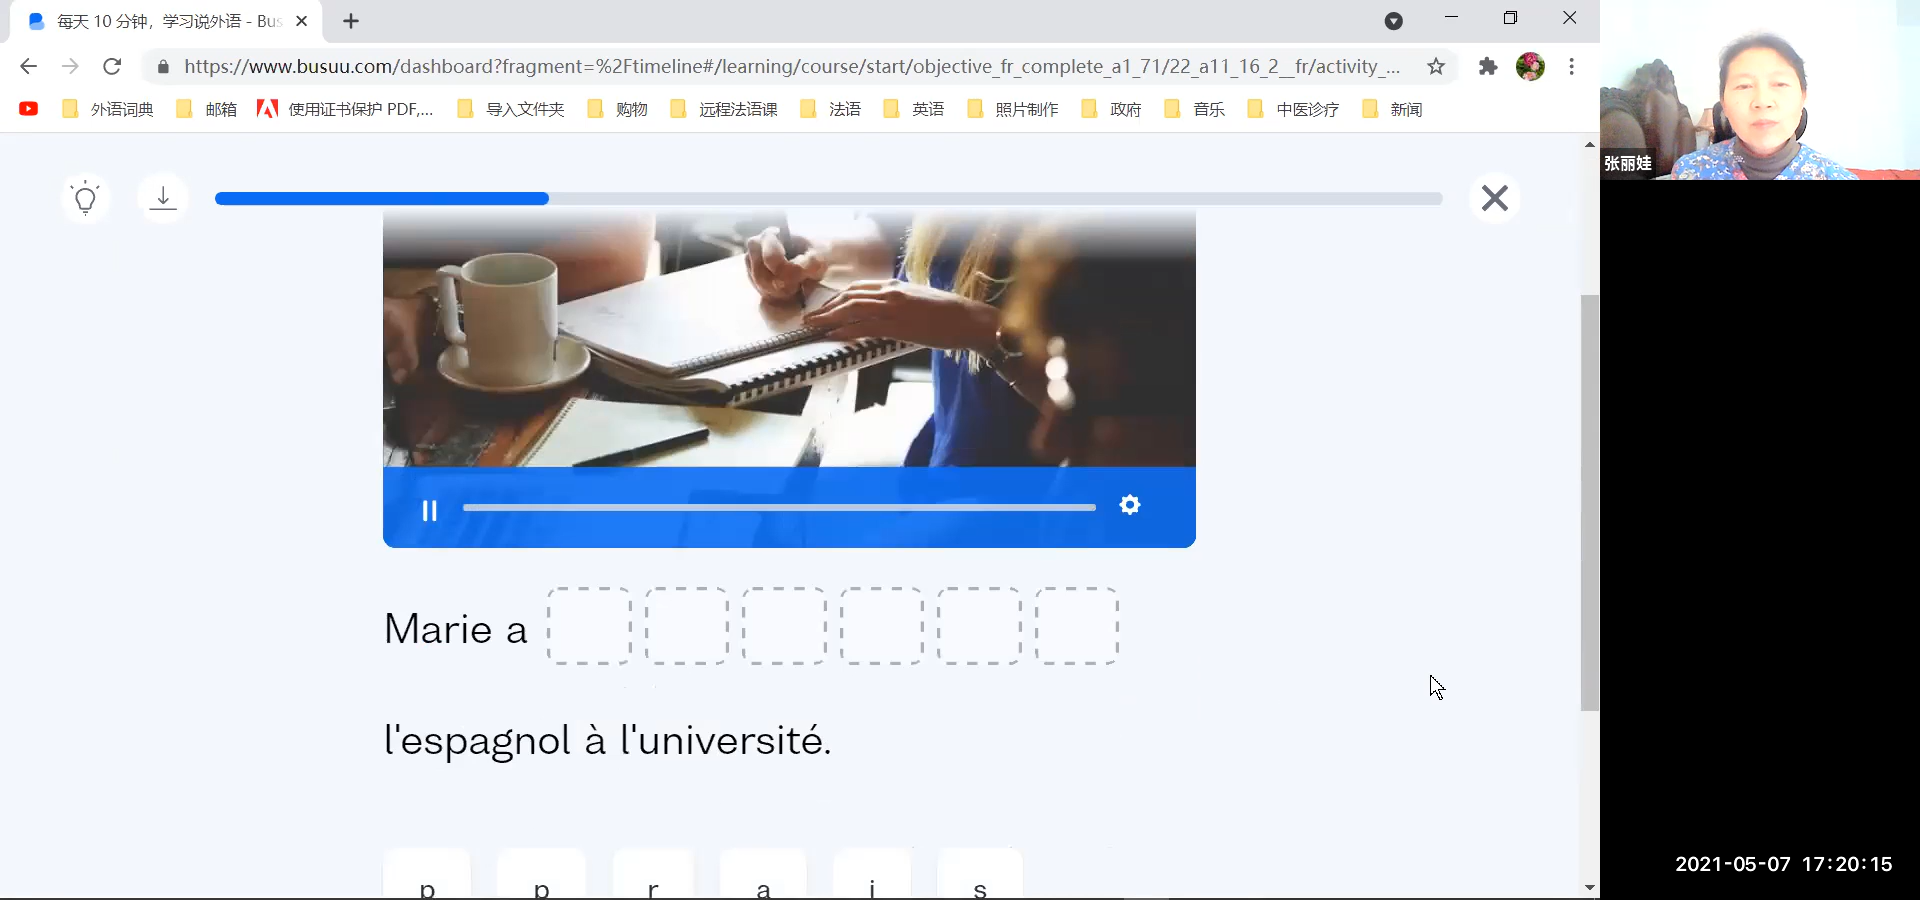 每天 10 分钟，学习说外语 - Bus
https://www.busuu.com/dashboard?fragment=%2Ftimeline#/learning/course/start/objective_fr_complete_a1_71/22_a11_16_2__fr/activity_...
外语词典 邮箱 使用证书保护 PDF,... 导入文件夹 购物 远程法语课 法语 英语 照片制作 政府 音乐 中医诊疗 新闻
张丽娃
Marie a
l'espagnol à l'université.
p p r a i s
2021-05-07 17:20:15